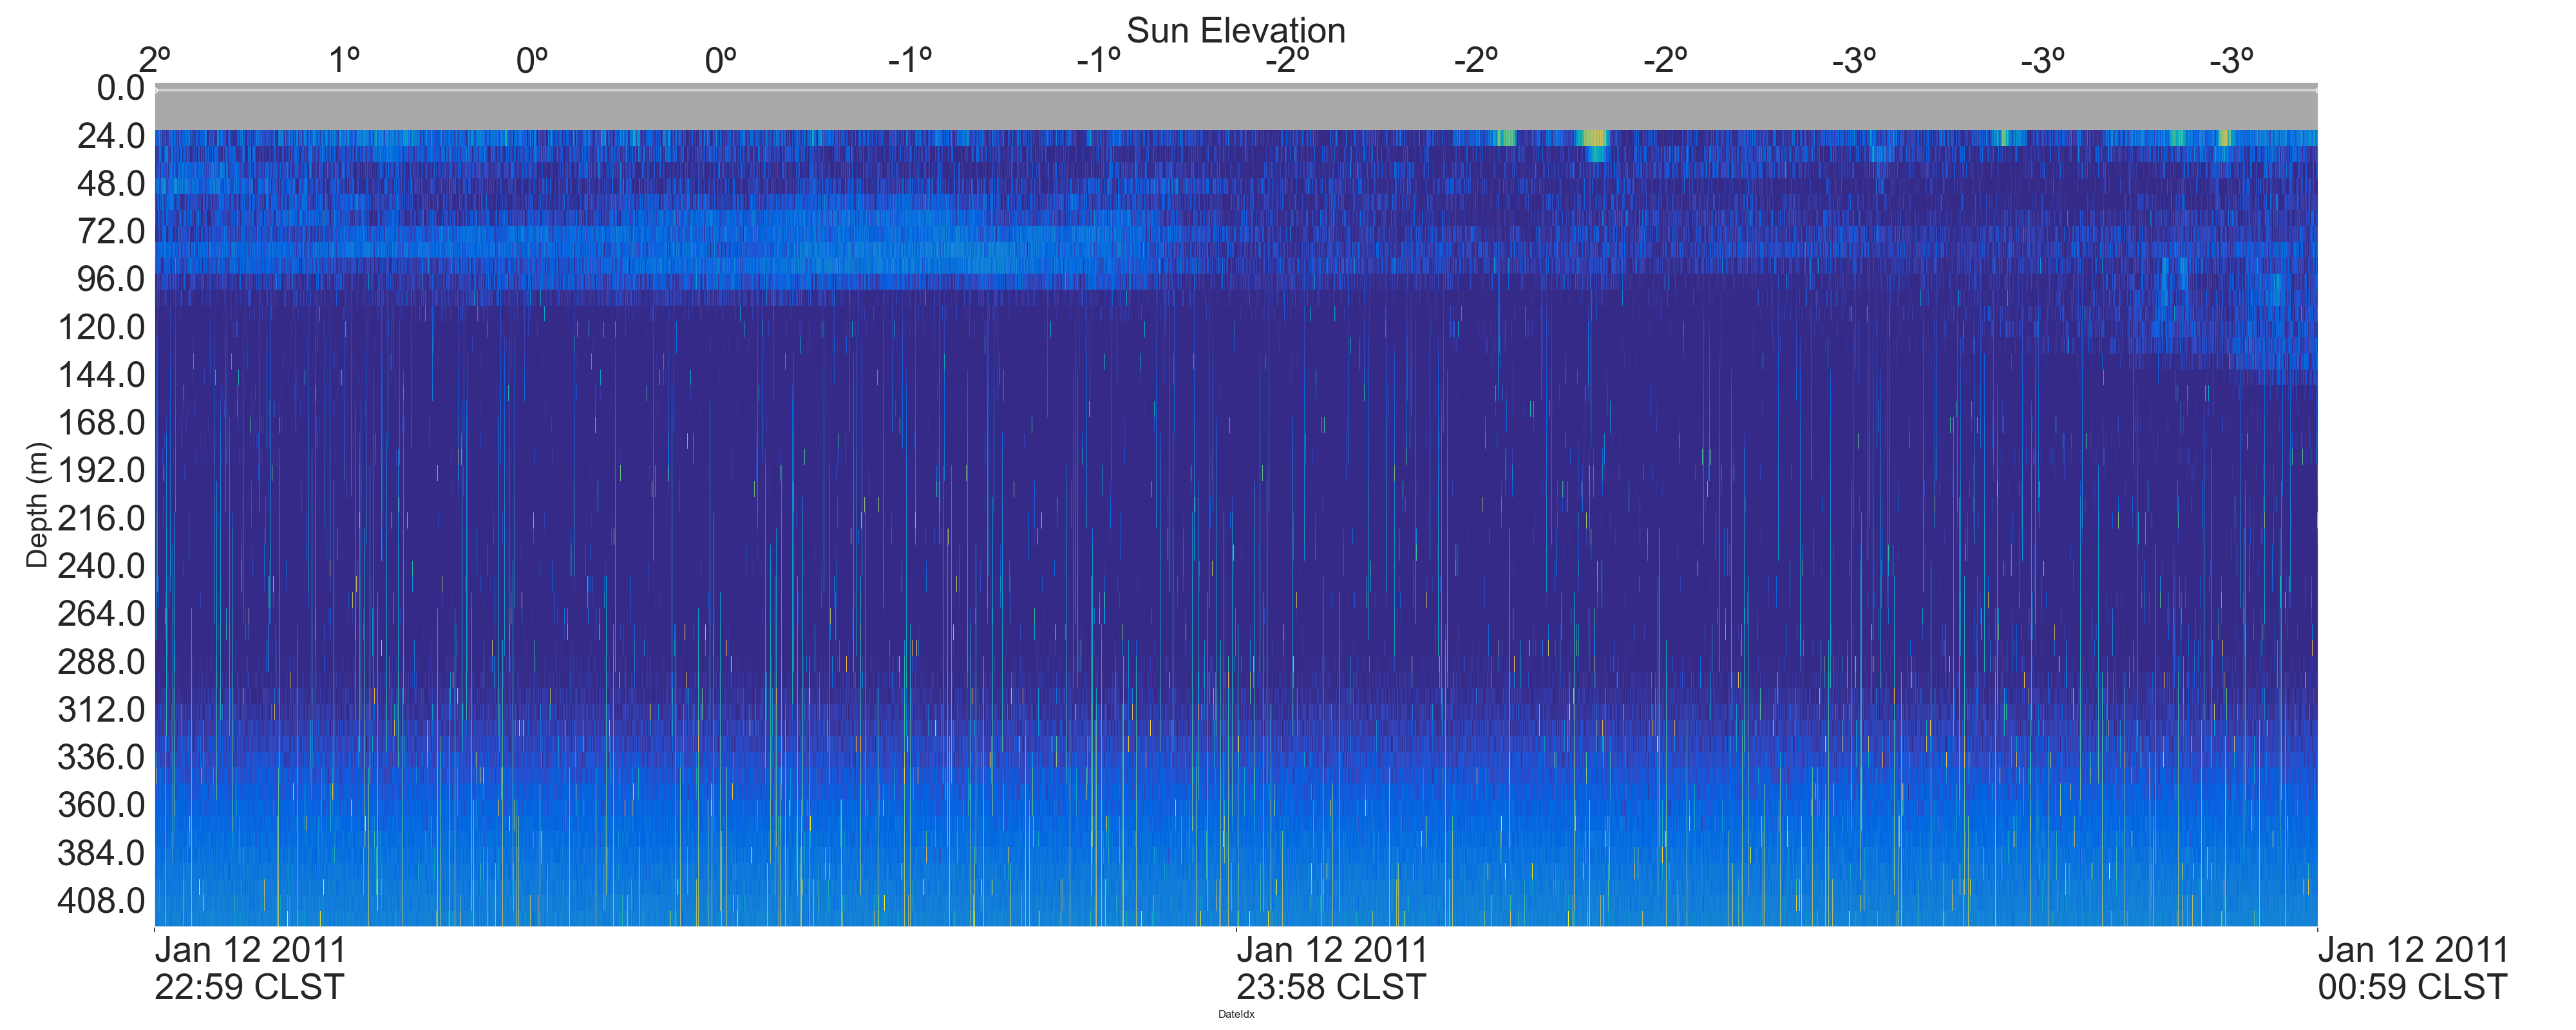 Sun Elevation
2º 1º 0º 0º -1º -1º -2º -2º -2º -3º -3º -3º
0.0
24.0
48.0
72.0
96.0
120.0
144.0
168.0
192.0
216.0
240.0
264.0
288.0
312.0
336.0
360.0
384.0
408.0
Depth (m)
Jan 12 2011
22:59 CLST
Jan 12 2011
23:58 CLST
Jan 12 2011
00:59 CLST
DateIdx